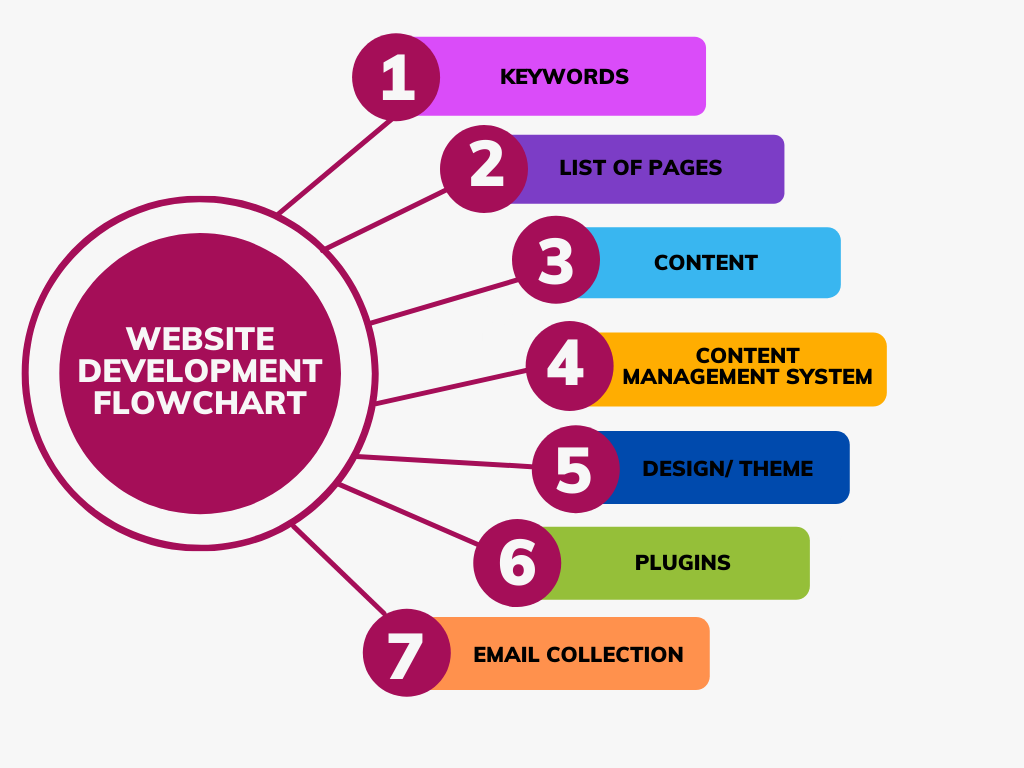 WEBSITE
DEVELOPMENT
FLOWCHART
1
KEYWORDS
2
LIST OF PAGES
3
CONTENT
4
CONTENT
MANAGEMENT SYSTEM
5
DESIGN/ THEME
6
PLUGINS
7
EMAIL COLLECTION